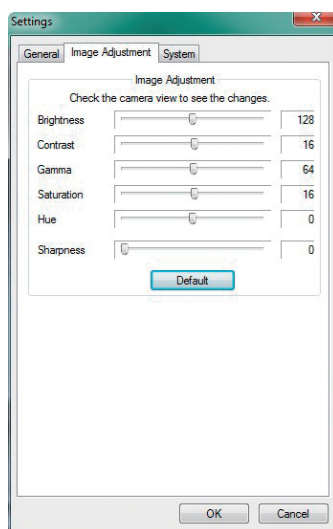 Settings
General Image Adjustment System
Image Adjustment
Check the camera view to see the changes.
Brightness 128
Contrast 16
Gamma 64
Saturation 16
Hue 0
Sharpness 0
Default
OK Cancel